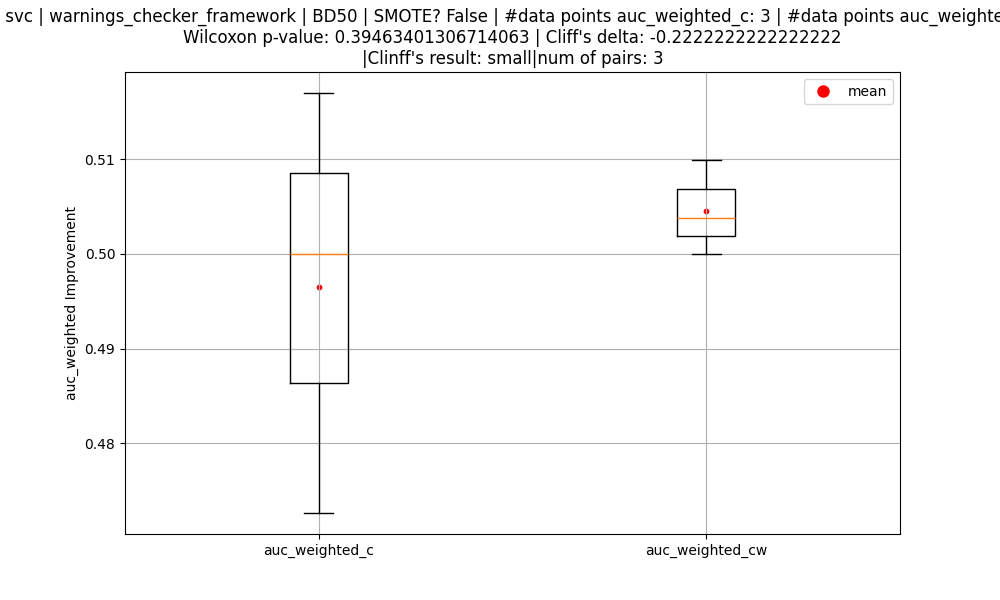 svc | warnings_checker_framework | BD50 | SMOTE? False | #data points auc_weighted_c: 3 | #data points auc_weighte
Wilcoxon p-value: 0.39463401306714063 | Cliff's delta: -0.2222222222222222
|Clinff's result: small|num of pairs: 3
mean
0.51
0.50
0.49
0.48
auc_weighted Improvement
auc_weighted_c
auc_weighted_cw